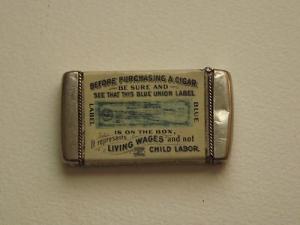 BEFORE PURCHASING A CIGAR
BE SURE AND
SEE THAT THIS BLUE UNION LABEL
LABEL
BLUE
IS ON THE BOX,
It represents
LIVING WAGES and not
CHILD LABOR.